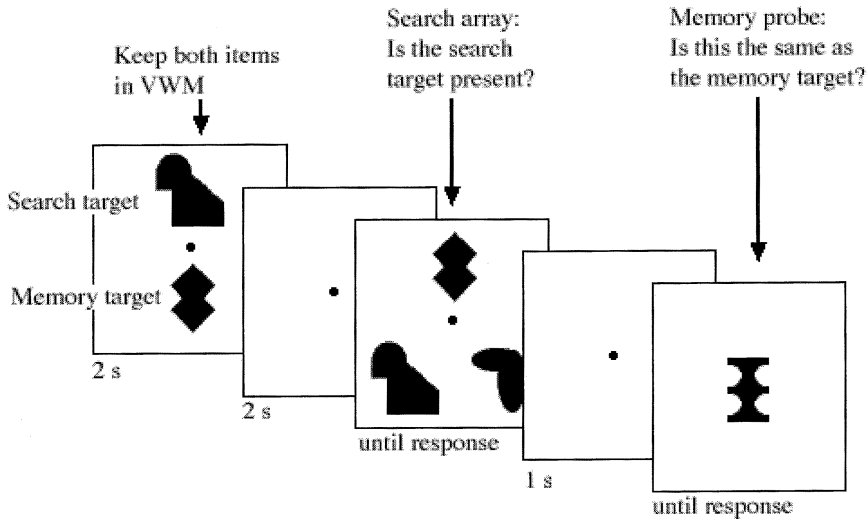 Keep both items
in VWM
Search array:
Is the search
target present?
Memory probe:
Is this the same as
the memory target?
Search target
Memory target
2 s
2 s
until response
1 s
until response